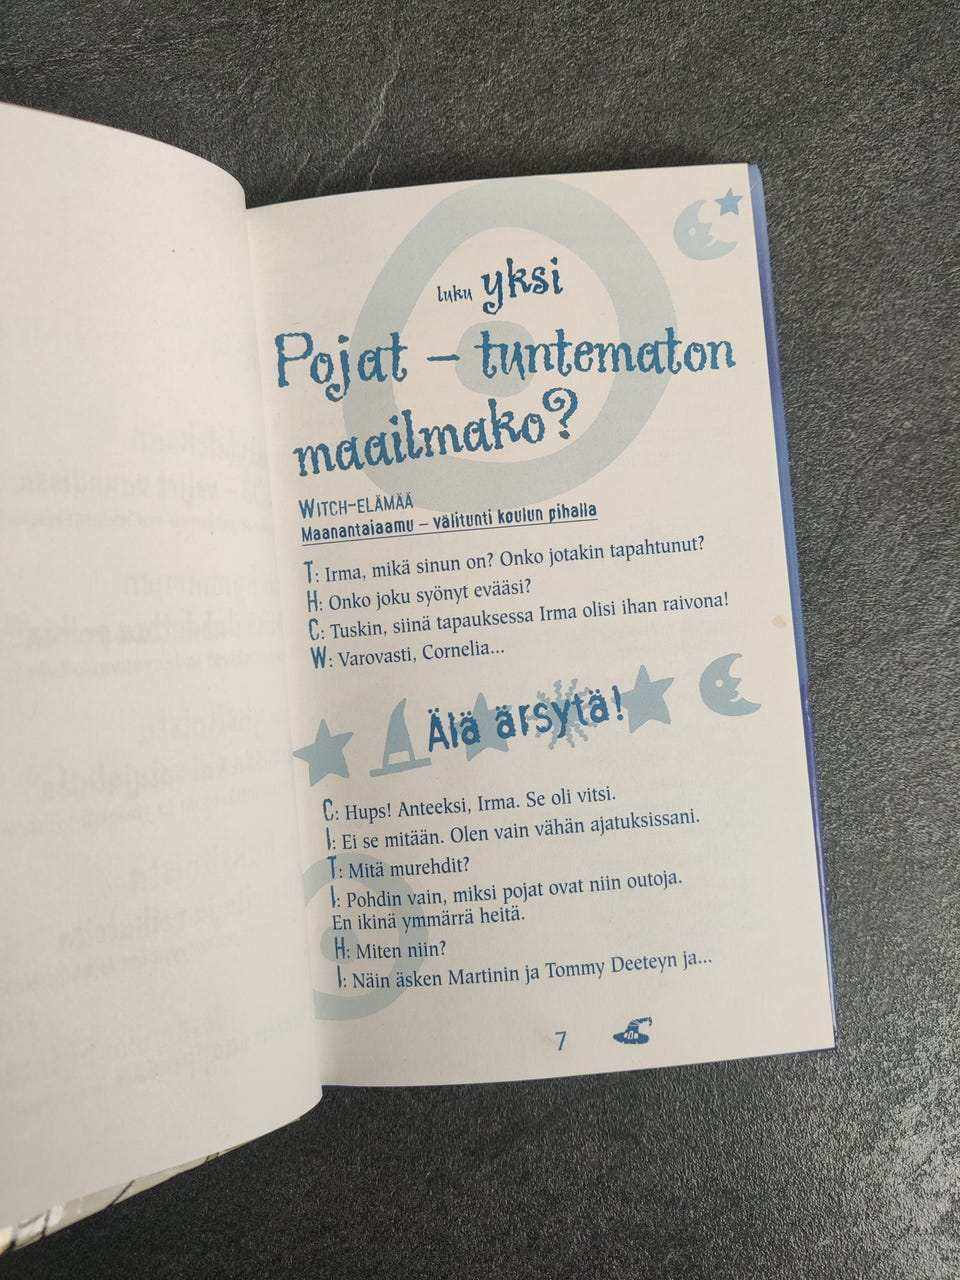 luku yksi
Pojat – tuntematon
maailmako?
WITCH-ELÄMÄÄ
Maanantaiaamu – välitunti koulun pihalla
T: Irma, mikä sinun on? Onko jotakin tapahtunut?
H: Onko joku syönyt evääsi?
C: Tuskin, siinä tapauksessa Irma olisi ihan raivona!
W: Varovasti, Cornelia...
Älä ärsytä!
C: Hups! Anteeksi, Irma. Se oli vitsi.
I: Ei se mitään. Olen vain vähän ajatuksissani.
T: Mitä murehdit?
I: Pohdin vain, miksi pojat ovat niin outoja.
En ikinä ymmärrä heitä.
H: Miten niin?
I: Näin äsken Martinin ja Tommy Deeteyn ja...
7